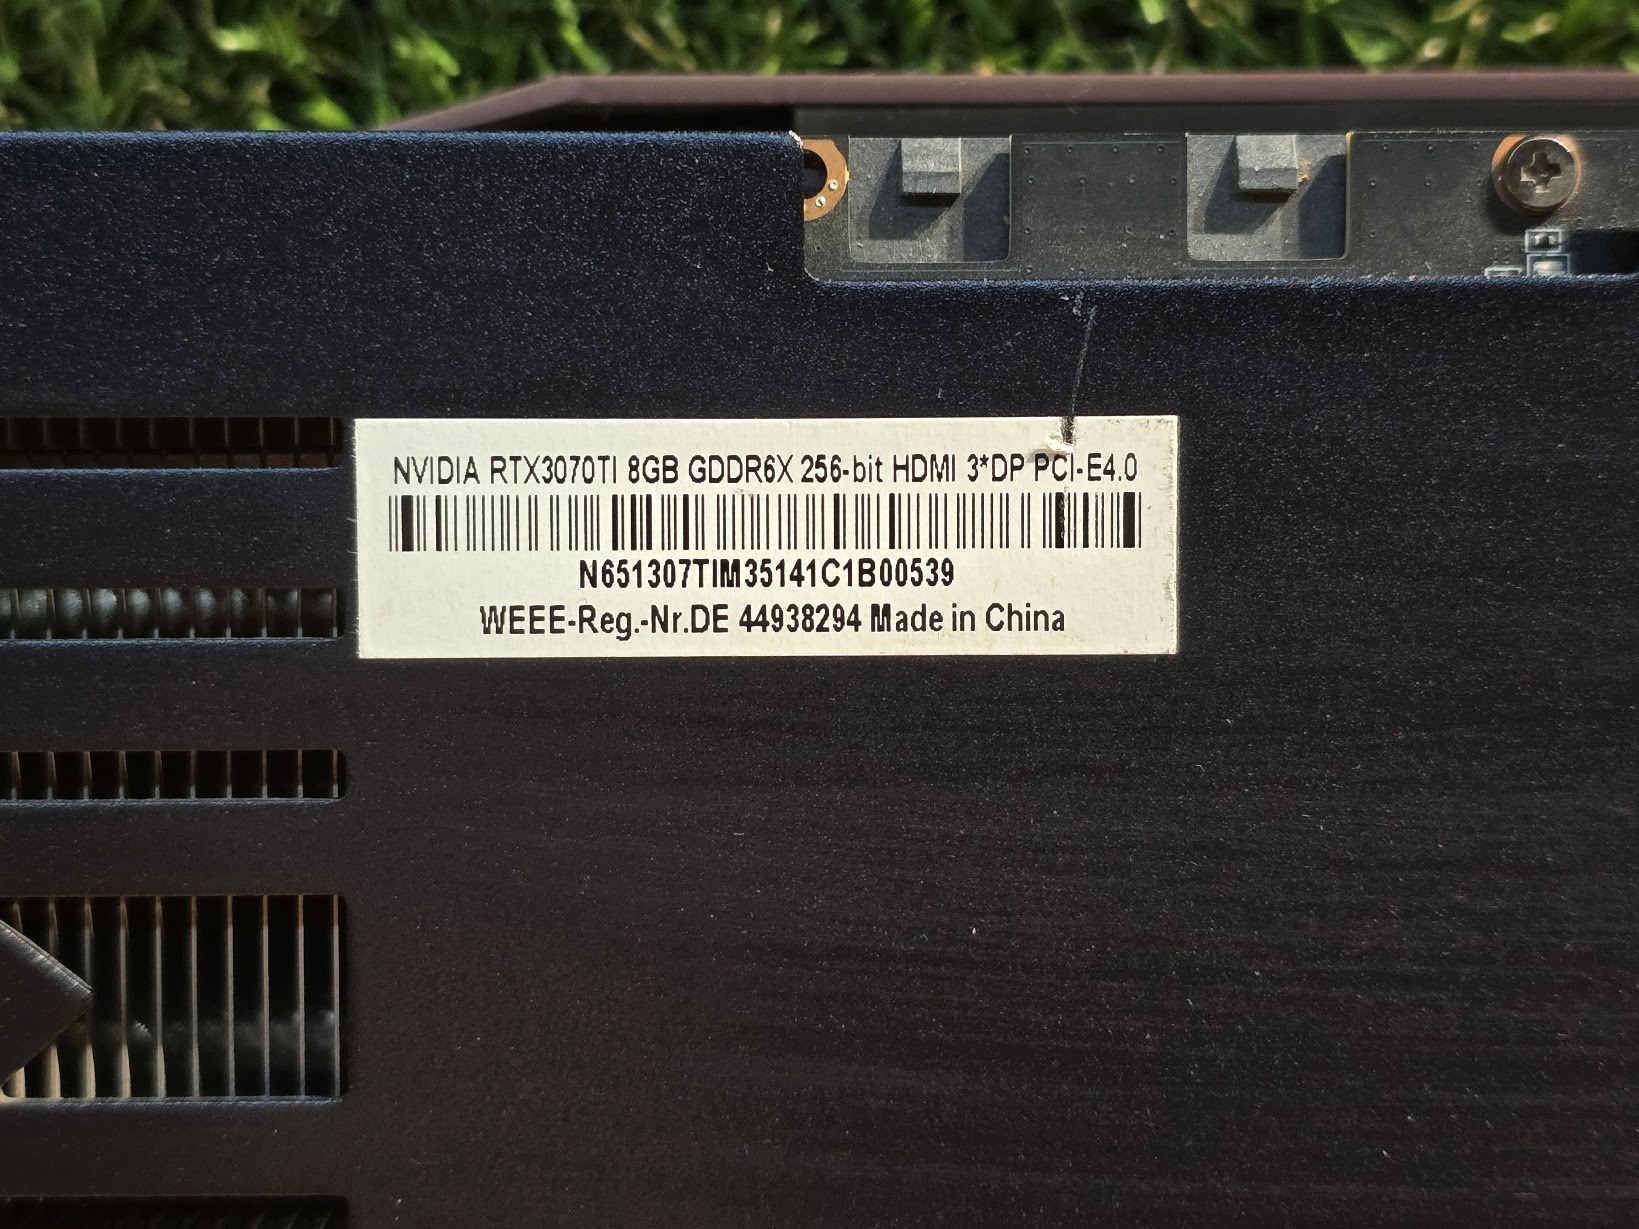 NVIDIA RTX3070TI 8GB GDDR6X 256-bit HDMI 3*DP PCI-E4.0
N651307TIM35141C1B00539
WEEE-Reg.-Nr.DE 44938294 Made in China